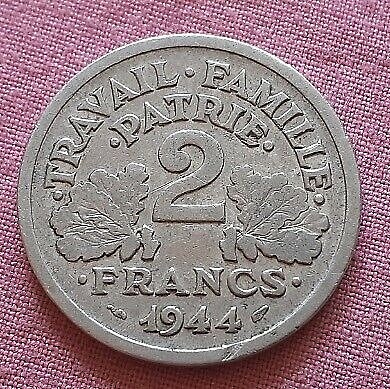 TRAVAIL · FAMILLE
· PATRIE ·
2
· FRANCS ·
1944